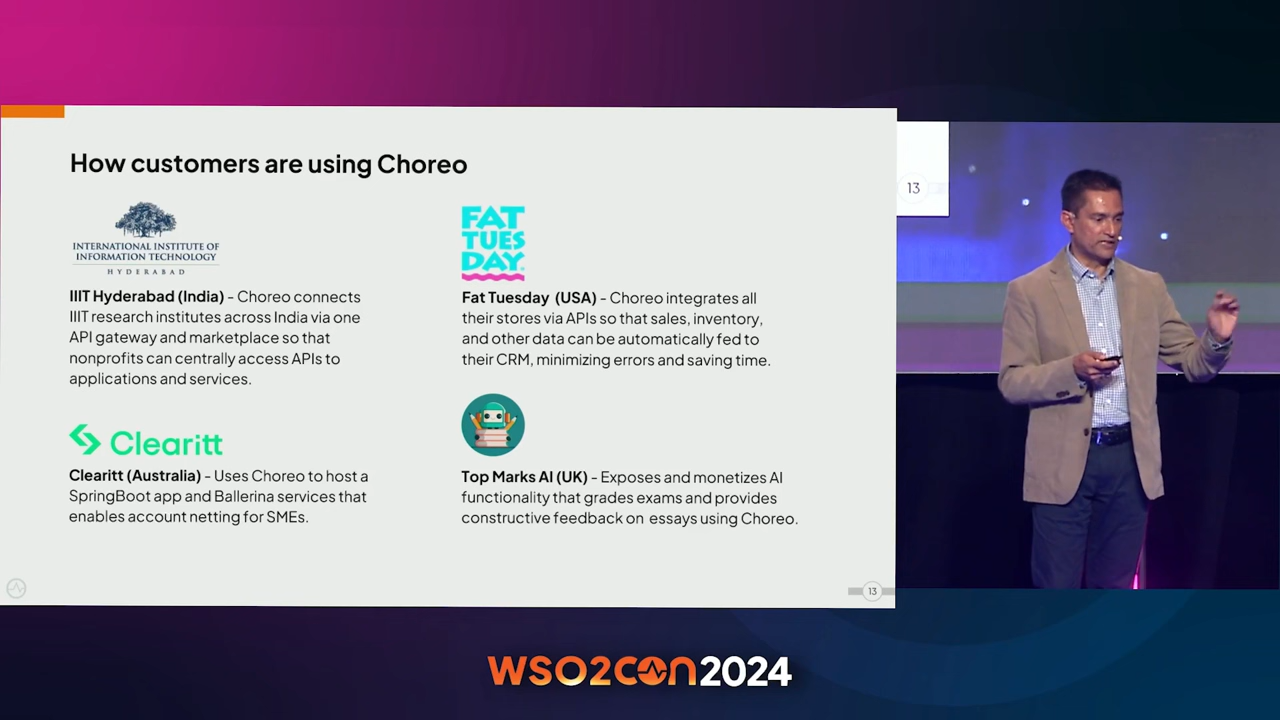 How customers are using Choreo
INTERNATIONAL INSTITUTE OF
INFORMATION TECHNOLOGY
HYDERABAD
IIIT Hyderabad (India) - Choreo connects
IIIT research institutes across India via one
API gateway and marketplace so that
nonprofits can centrally access APIs to
applications and services.
FAT
TUES
DAY
Fat Tuesday (USA) - Choreo integrates all
their stores via APIs so that sales, inventory,
and other data can be automatically fed to
their CRM, minimizing errors and saving time.
Clearitt
Clearitt (Australia) - Uses Choreo to host a
SpringBoot app and Ballerina services that
enables account netting for SMEs.
Top Marks AI (UK) - Exposes and monetizes AI
functionality that grades exams and provides
constructive feedback on essays using Choreo.
13
13
WSO2CON2024